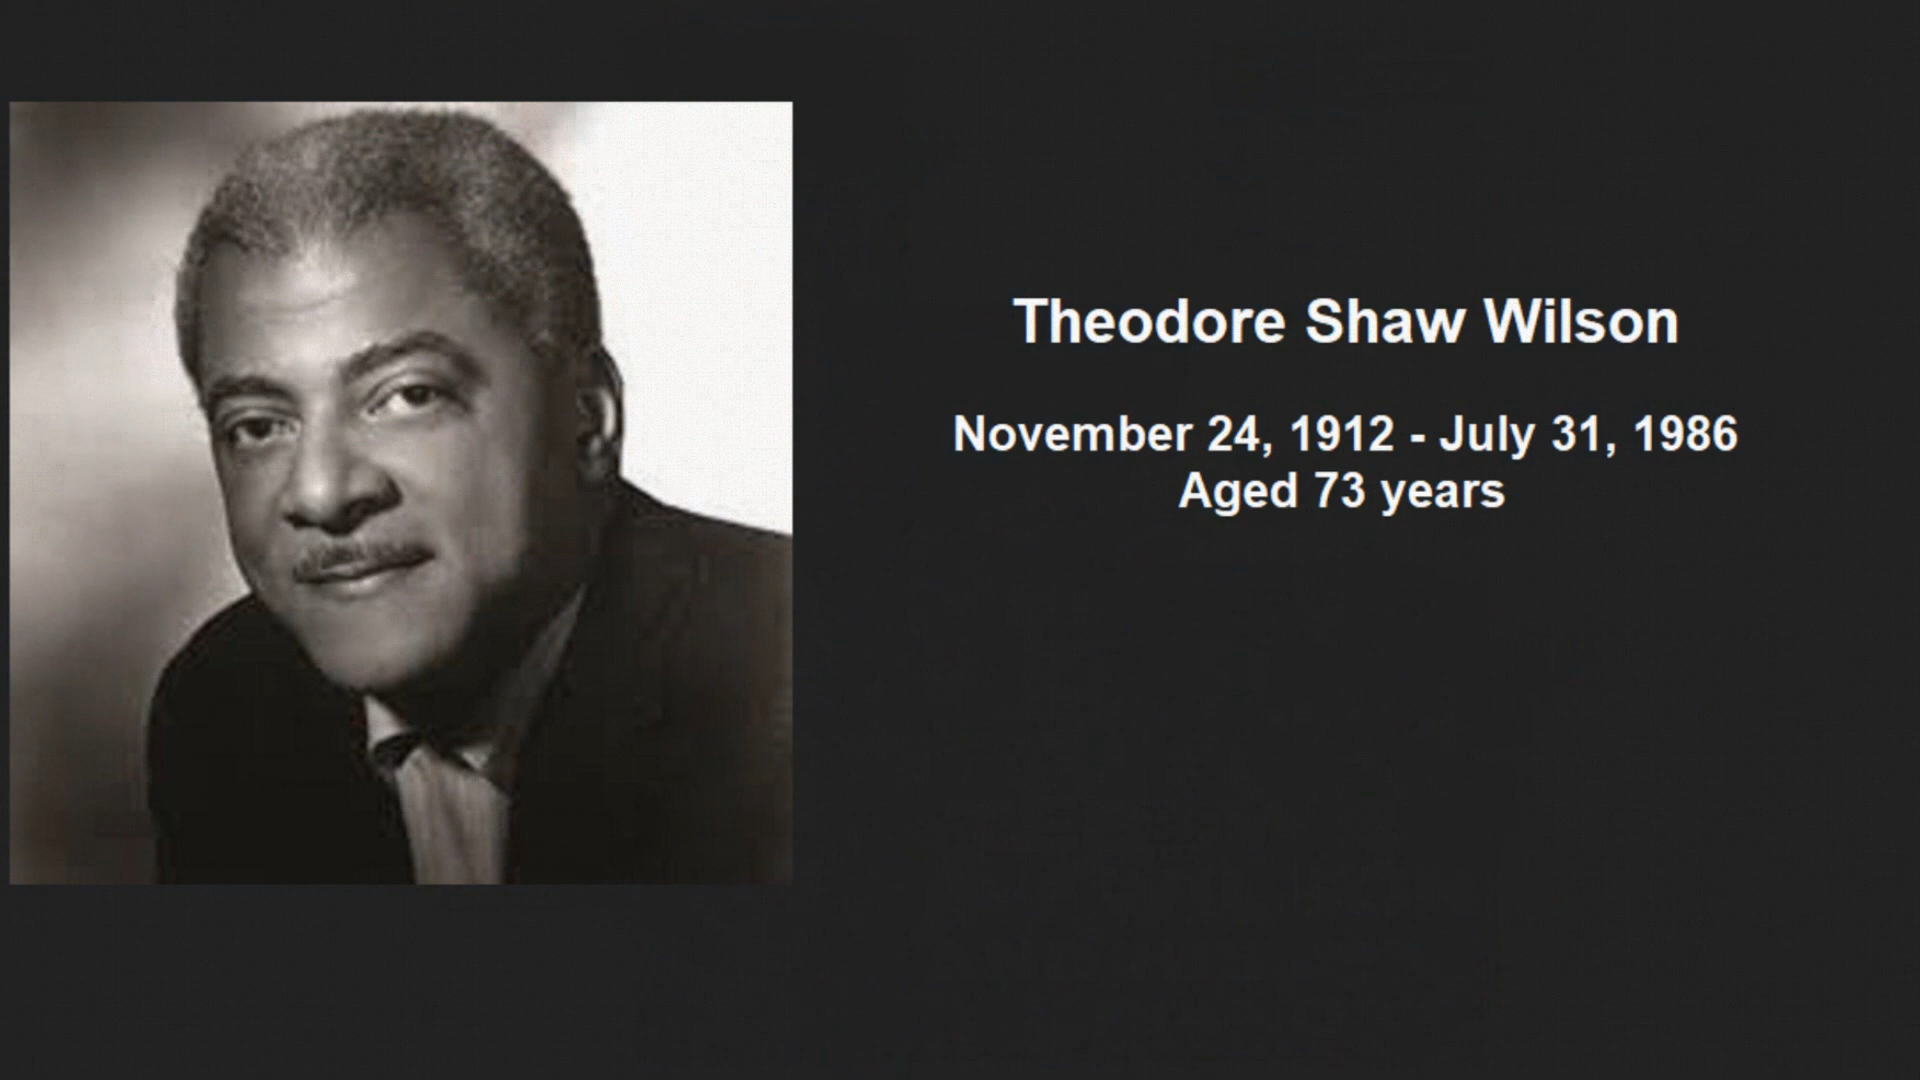 Theodore Shaw Wilson
November 24, 1912 - July 31, 1986
Aged 73 years